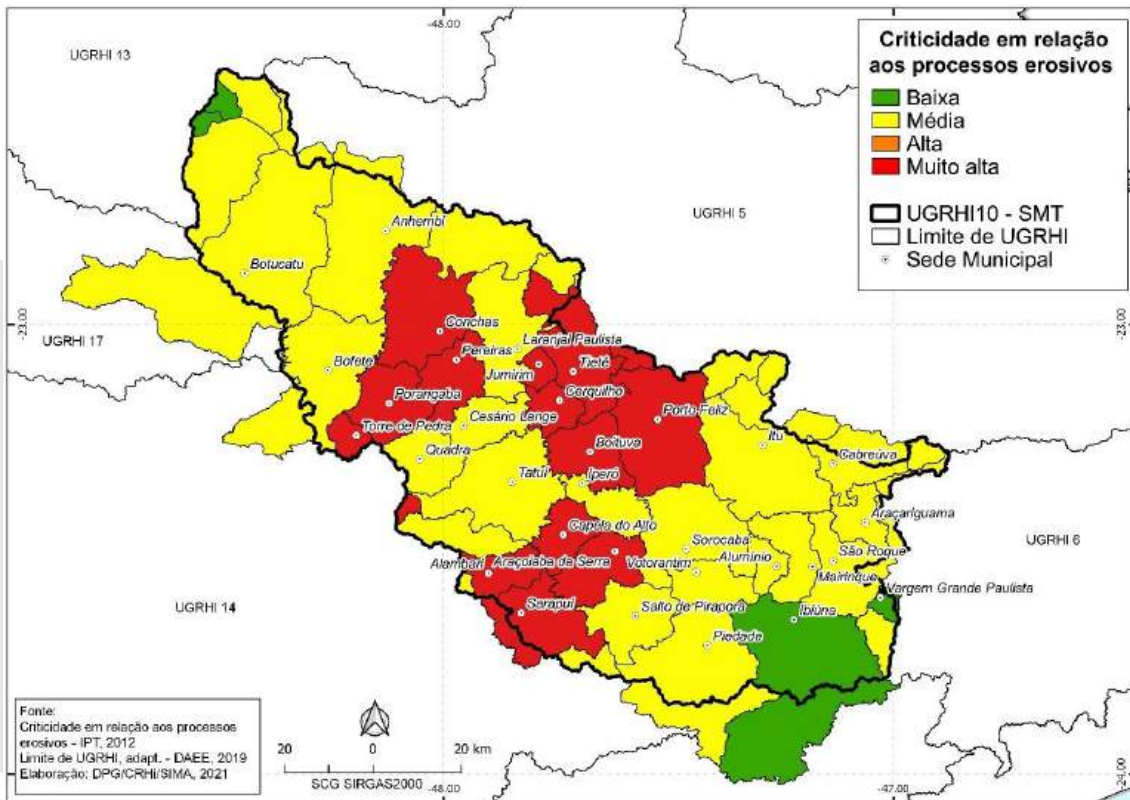 -48.00
UGRHI 13
Criticidade em relação
aos processos erosivos
Baixa
Média
Alta
Muito alta
UGRHI10 - SMT
Limite de UGRHI
Sede Municipal
UGRHI 5
Anhembi
Botucatu
-23.00
-23.00
UGRHI 17
Conchas
Laranjal Paulista
Pereiras
Jumirim
Tietê
Bofete
Porangaba
Cerquilho
Porto Feliz
Cesário Lange
Torre de Pedra
Itu
Boituva
Quadra
Cabreúva
Tatuí
Iperó
Araçariguama
Capela do Alto
Sorocaba
UGRHI 6
Alambari
Araçoiaba da Serra
Votorantim
Alumínio
São Roque
Mairinque
Vargem Grande Paulista
UGRHI 14
Sarapuí
Salto de Pirapora
Ibiúna
Piedade
Fonte:
Criticidade em relação aos processos
erosivos - IPT, 2012
Limite de UGRHI, adapt. - DAEE, 2019
Elaboração: DPG/CRHi/SIMA, 2021
20 0 20 km
SCG SIRGAS2000
-48.00
-47.00
-24.00